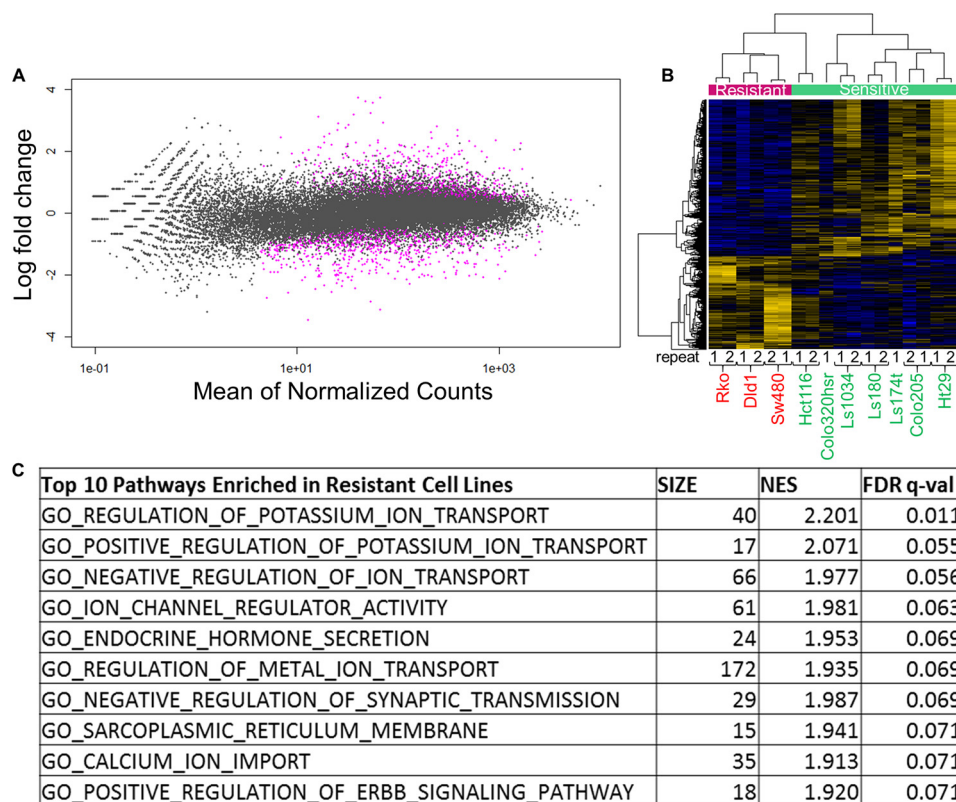 A
Log fold change
4
2
0
-2
-4
1e-01
1e+01
1e+03
Mean of Normalized Counts
B
Resistant Sensitive
repeat 1 2 1 2 2 1 1 2 1 1 2 1 2 1 2 2 1 1 2
Rko
Dld1
Sw480
Hct116
Colo320hsr
Ls1034
Ls180
Ls174t
Colo205
Ht29
C
Top 10 Pathways Enriched in Resistant Cell Lines SIZE NES FDR q-val
GO_REGULATION_OF_POTASSIUM_ION_TRANSPORT 40 2.201 0.011
GO_POSITIVE_REGULATION_OF_POTASSIUM_ION_TRANSPORT 17 2.071 0.055
GO_NEGATIVE_REGULATION_OF_ION_TRANSPORT 66 1.977 0.056
GO_ION_CHANNEL_REGULATOR_ACTIVITY 61 1.981 0.063
GO_ENDOCRINE_HORMONE_SECRETION 24 1.953 0.069
GO_REGULATION_OF_METAL_ION_TRANSPORT 172 1.935 0.069
GO_NEGATIVE_REGULATION_OF_SYNAPTIC_TRANSMISSION 29 1.987 0.069
GO_SARCOPLASMIC_RETICULUM_MEMBRANE 15 1.941 0.071
GO_CALCIUM_ION_IMPORT 35 1.913 0.071
GO_POSITIVE_REGULATION_OF_ERBB_SIGNALING_PATHWAY 18 1.920 0.071